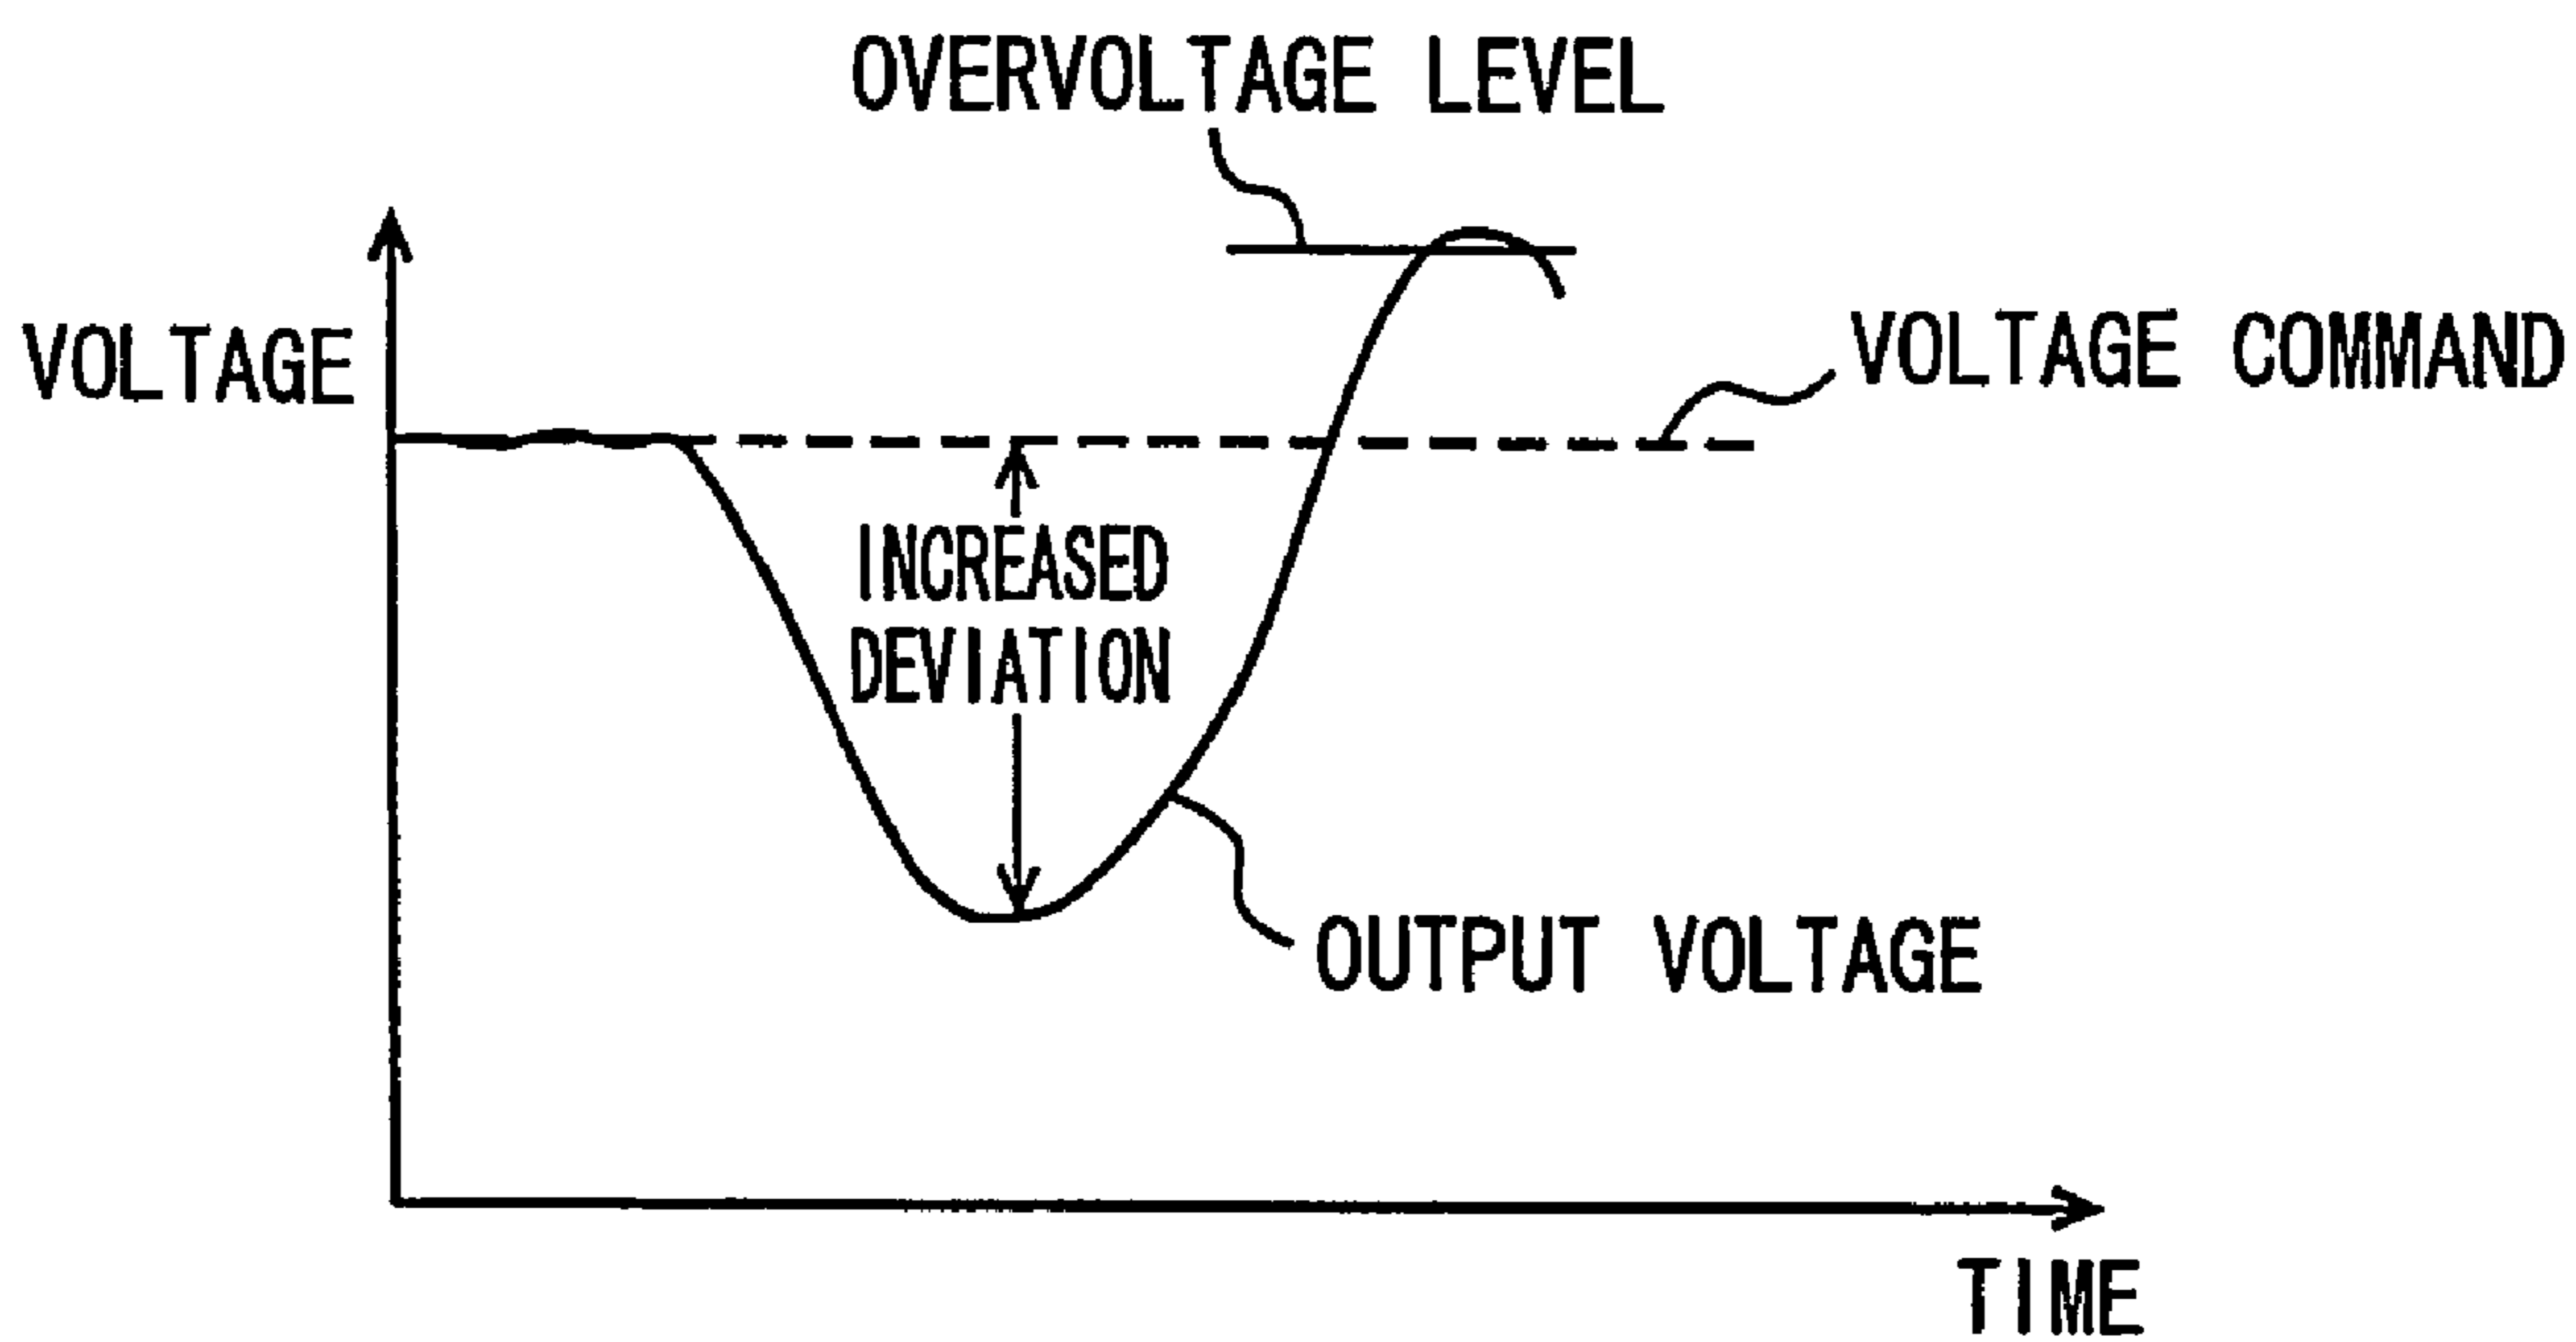 OVERVOLTAGE LEVEL
VOLTAGE
VOLTAGE COMMAND
INCREASED
DEVIATION
OUTPUT VOLTAGE
TIME